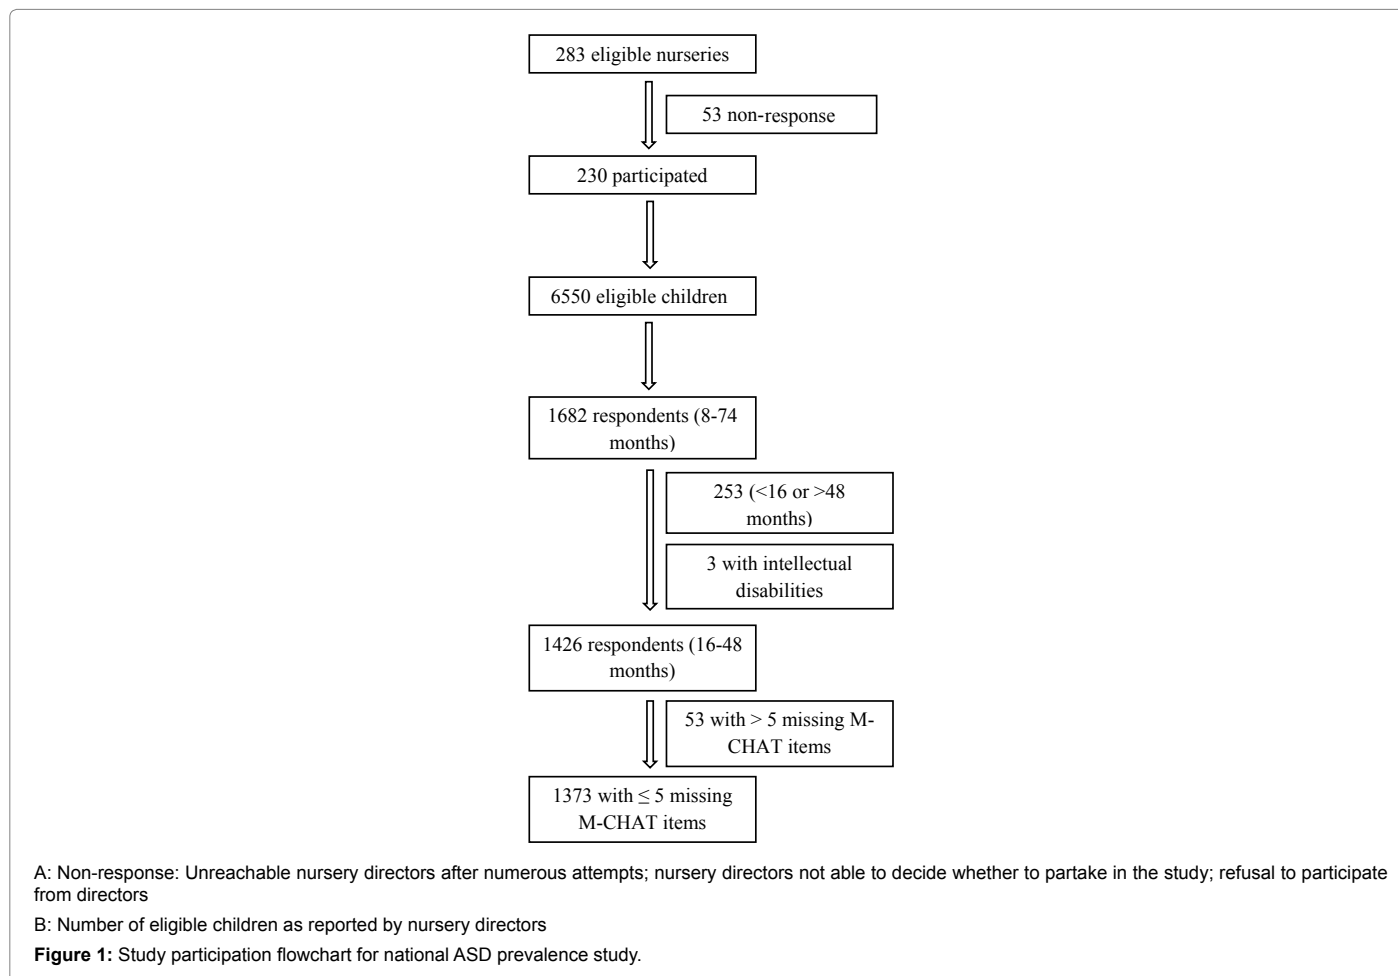 283 eligible nurseries
53 non-response
230 participated
6550 eligible children
1682 respondents (8-74
months)
253 (<16 or >48
months)
3 with intellectual
disabilities
1426 respondents (16-48
months)
53 with > 5 missing M-
CHAT items
1373 with ≤ 5 missing
M-CHAT items
A: Non-response: Unreachable nursery directors after numerous attempts; nursery directors not able to decide whether to partake in the study; refusal to participate
from directors
B: Number of eligible children as reported by nursery directors
Figure 1: Study participation flowchart for national ASD prevalence study.